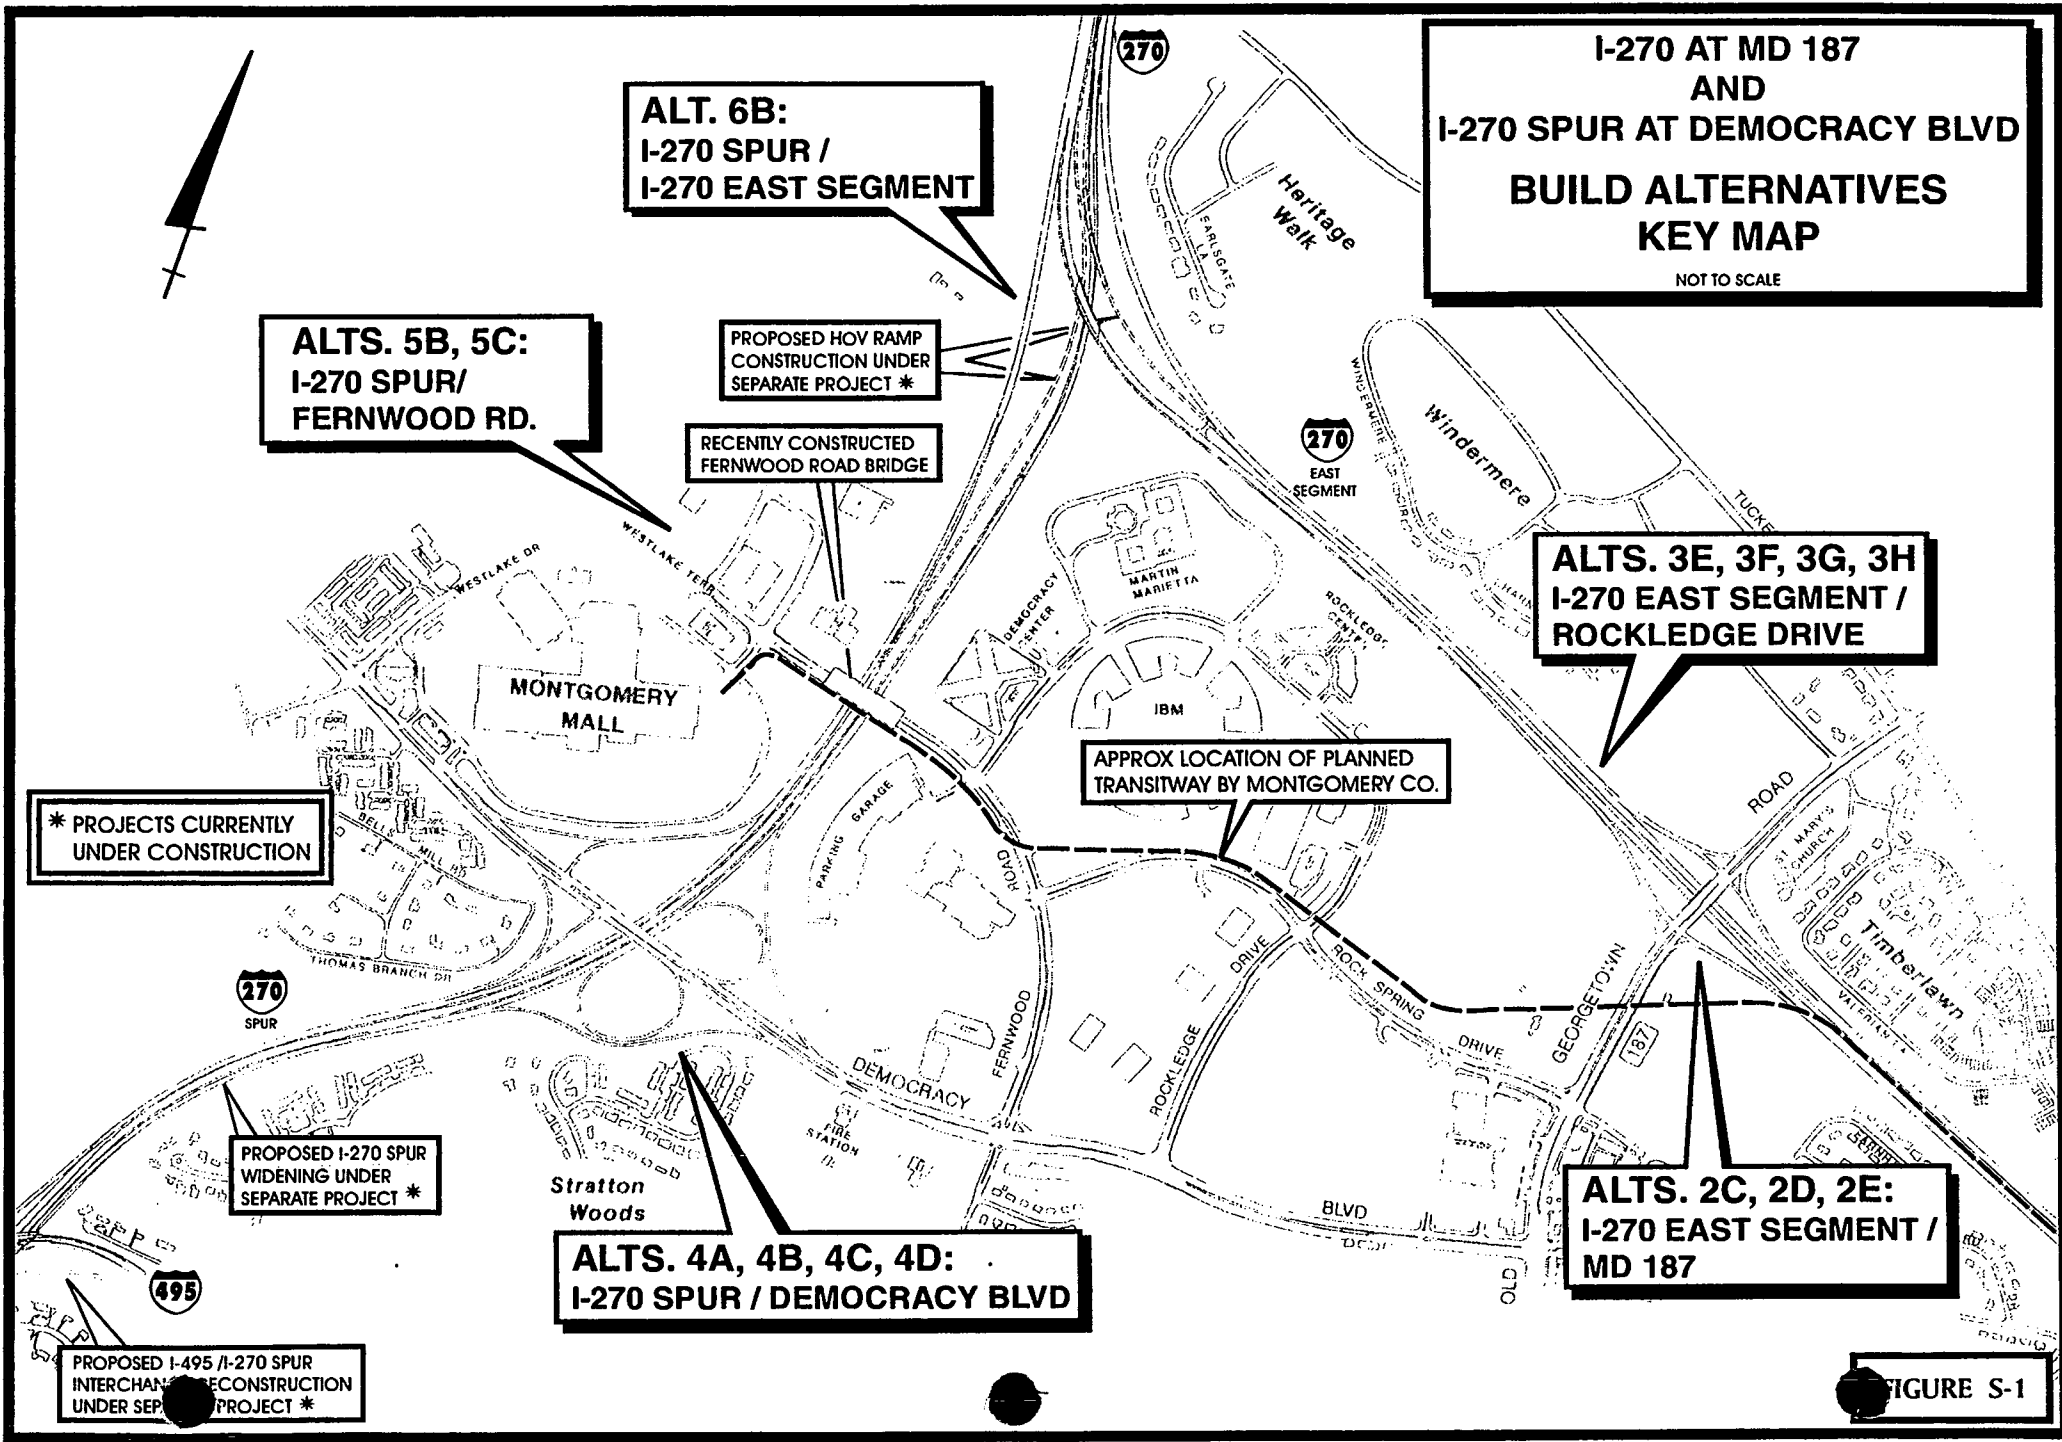 270
I-270 AT MD 187
AND
I-270 SPUR AT DEMOCRACY BLVD
BUILD ALTERNATIVES
KEY MAP
NOT TO SCALE
ALT. 6B:
I-270 SPUR /
I-270 EAST SEGMENT
Heritage
Walk
EARLSGATE
LA
ALTS. 5B, 5C:
I-270 SPUR/
FERNWOOD RD.
PROPOSED HOV RAMP
CONSTRUCTION UNDER
SEPARATE PROJECT *
RECENTLY CONSTRUCTED
FERNWOOD ROAD BRIDGE
270
EAST
SEGMENT
WINDERMERE
Windermere
ALTS. 3E, 3F, 3G, 3H
I-270 EAST SEGMENT /
ROCKLEDGE DRIVE
WESTLAKE DR
WESTLAKE TERR
MARTIN
MARIETTA
DEMOCRACY
CENTER
ROCKLEDGE
MONTGOMERY
MALL
IBM
APPROX LOCATION OF PLANNED
TRANSITWAY BY MONTGOMERY CO.
ROAD
* PROJECTS CURRENTLY
UNDER CONSTRUCTION
BELLS
MILL RD
PARKING GARAGE
ROAD
ST MARY'S
CHURCH
Timberlawn
THOMAS BRANCH DR
270
SPUR
DRIVE
ROCK
SPRING
DRIVE
GEORGETOWN
187
FERNWOOD
ROCKLEDGE
DEMOCRACY
FIRE
STATION
PROPOSED I-270 SPUR
WIDENING UNDER
SEPARATE PROJECT *
Stratton
Woods
BLVD
OLD
ALTS. 2C, 2D, 2E:
I-270 EAST SEGMENT /
MD 187
ALTS. 4A, 4B, 4C, 4D:
I-270 SPUR / DEMOCRACY BLVD
495
PROPOSED I-495 /I-270 SPUR
INTERCHAN ECONSTRUCTION
UNDER SEP PROJECT *
IGURE S-1